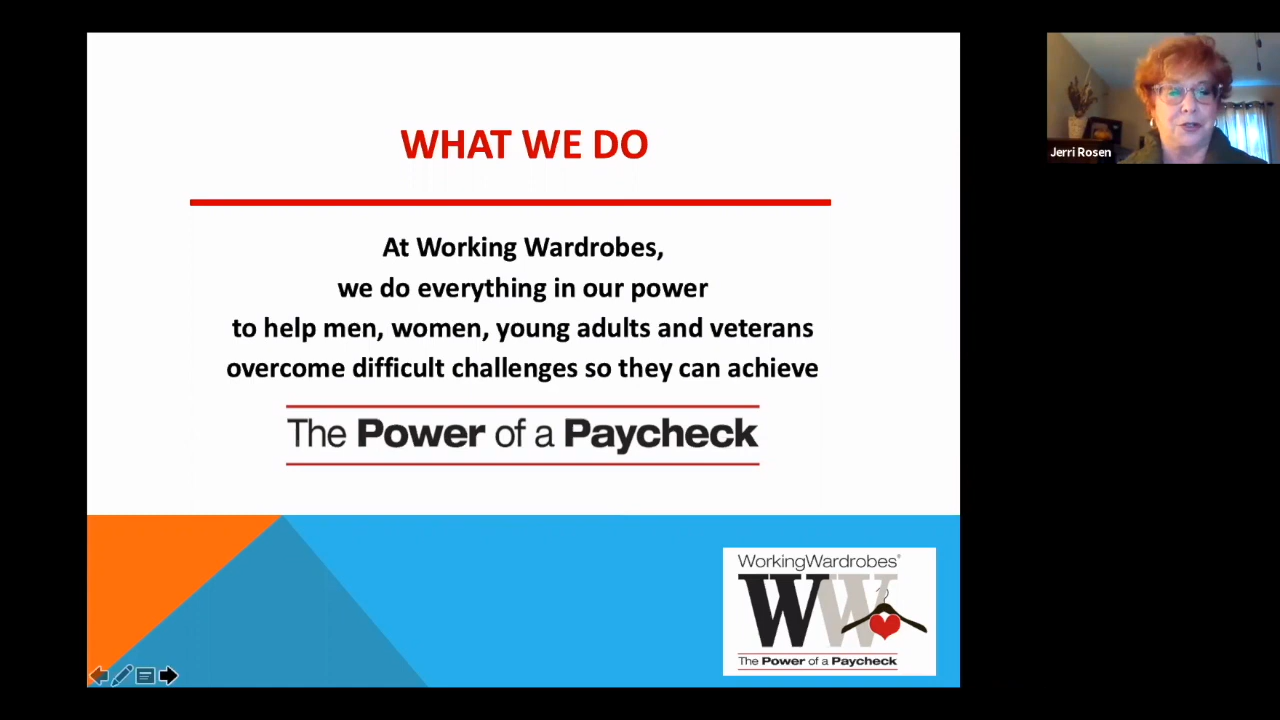 WHAT WE DO
Jerri Rosen
At Working Wardrobes,
we do everything in our power
to help men, women, young adults and veterans
overcome difficult challenges so they can achieve
The Power of a Paycheck
WorkingWardrobes®
WW
The Power of a Paycheck